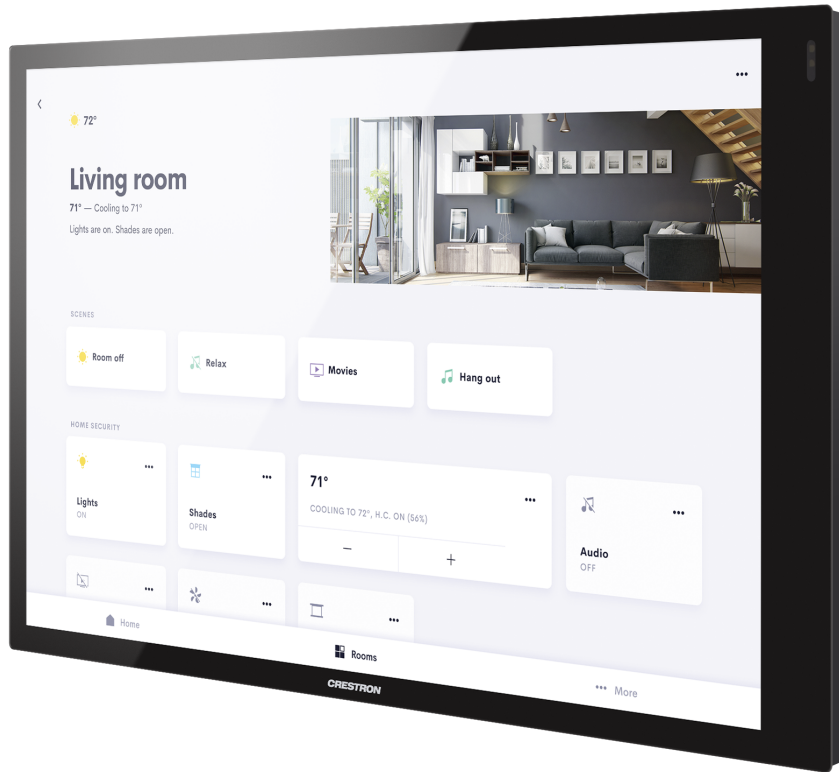 72°
Living room
71° — Cooling to 71°
Lights are on. Shades are open.
SCENES
Room off
Relax
Movies
Hang out
HOME SECURITY
Lights
ON
Shades
OPEN
71°
COOLING TO 72°, H.C. ON (56%)
− +
Audio
OFF
Home
Rooms
More
CRESTRON